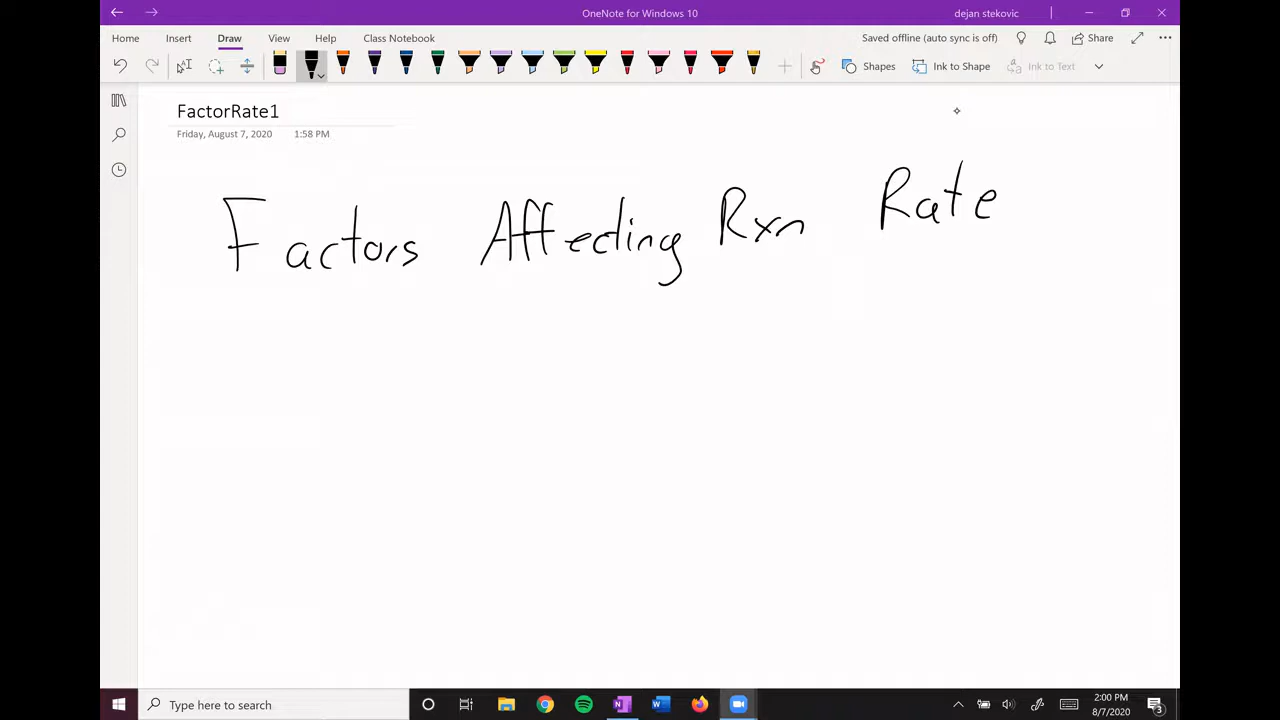 OneNote for Windows 10
dejan stekovic
Home Insert Draw View Help Class Notebook
Saved offline (auto sync is off) Share
Shapes Ink to Shape Ink to Text
FactorRate1
Friday, August 7, 2020 1:58 PM
Factors Affecting Rxn Rate
Type here to search
2:00 PM
8/7/2020
3